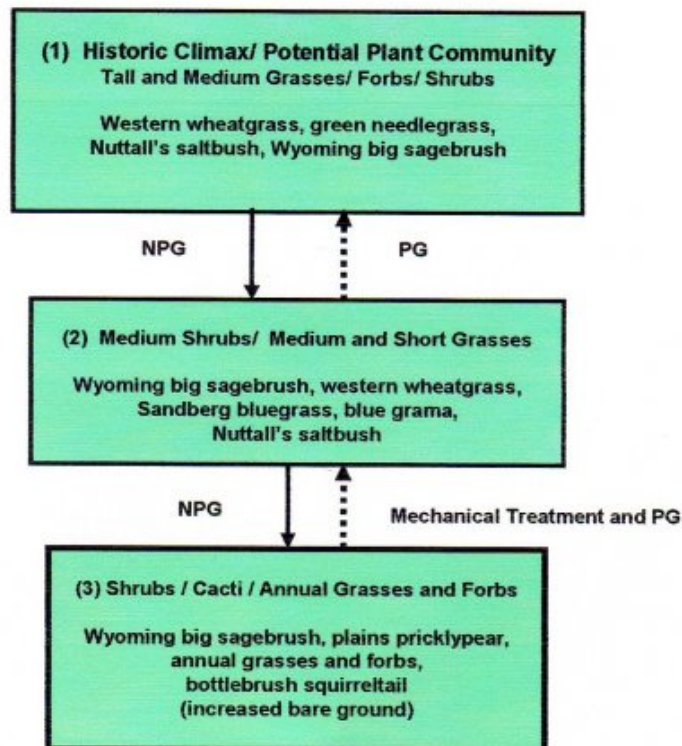 (1) Historic Climax/ Potential Plant Community
Tall and Medium Grasses/ Forbs/ Shrubs
Western wheatgrass, green needlegrass,
Nuttall's saltbush, Wyoming big sagebrush
NPG
PG
(2) Medium Shrubs/ Medium and Short Grasses
Wyoming big sagebrush, western wheatgrass,
Sandberg bluegrass, blue grama,
Nuttall's saltbush
NPG
Mechanical Treatment and PG
(3) Shrubs / Cacti / Annual Grasses and Forbs
Wyoming big sagebrush, plains pricklypear,
annual grasses and forbs,
bottlebrush squirreltail
(increased bare ground)